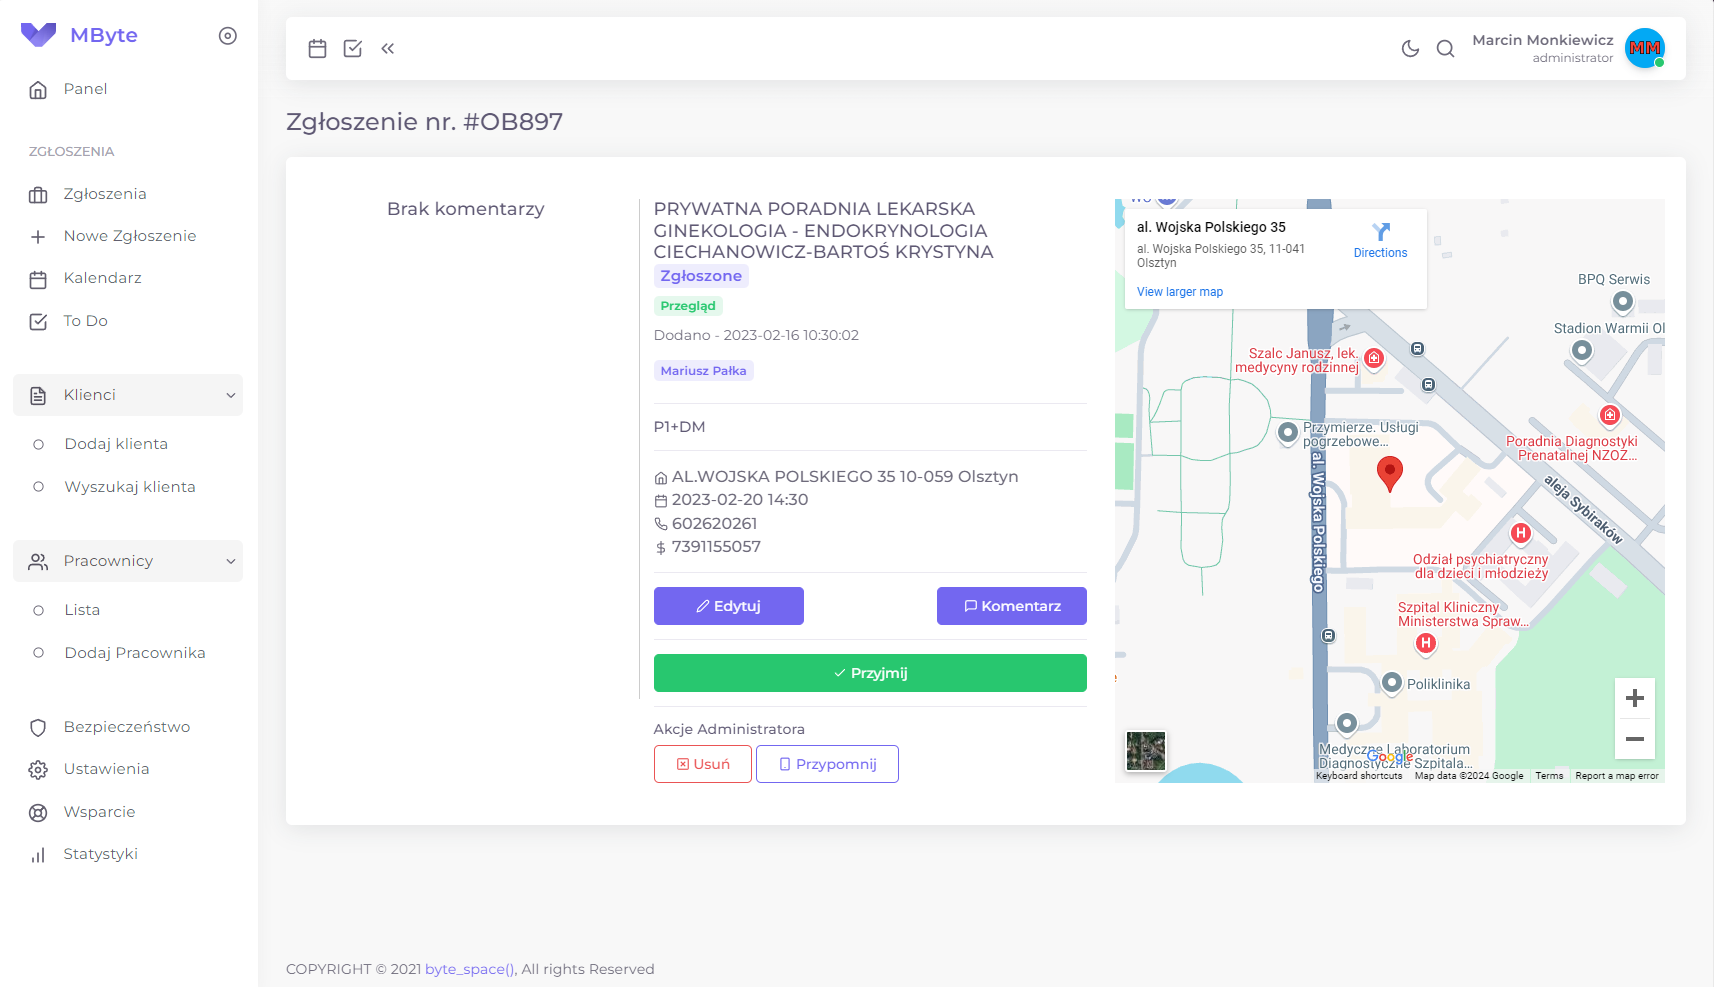 MByte
Panel
ZGŁOSZENIA
Zgłoszenia
Nowe Zgłoszenie
Kalendarz
To Do
Klienci
Dodaj klienta
Wyszukaj klienta
Pracownicy
Lista
Dodaj Pracownika
Bezpieczeństwo
Ustawienia
Wsparcie
Statystyki
Marcin Monkiewicz
administrator
MM
Zgłoszenie nr. #OB897
Brak komentarzy
PRYWATNA PORADNIA LEKARSKA
GINEKOLOGIA - ENDOKRYNOLOGIA
CIECHANOWICZ-BARTOŚ KRYSTYNA
Zgłoszone
Przegląd
Dodano - 2023-02-16 10:30:02
Mariusz Pałka
P1+DM
AL.WOJSKA POLSKIEGO 35 10-059 Olsztyn
2023-02-20 14:30
602620261
7391155057
Edytuj
Komentarz
Przyjmij
Akcje Administratora
Usuń
Przypomnij
al. Wojska Polskiego 35
al. Wojska Polskiego 35, 11-041
Olsztyn
Directions
View larger map
BPQ Serwis
Stadion Warmii Ol
Szalc Janusz, lek.
medycyny rodzinnej
Przymierze. Usługi
pogrzebowe...
Poradnia Diagnostyki
Prenatalnej NZOZ...
al. Wojska Polskiego
aleja Sybiraków
H
Odział psychiatryczny
dla dzieci i młodzieży
Szpital Kliniczny
Ministerstwa Spraw...
H
Poliklinika
Medyczne Laboratorium
Diagnostyczne Szpitala...
Google
Keyboard shortcuts
Map data ©2024 Google
Terms
Report a map error
COPYRIGHT © 2021 byte_space(), All rights Reserved